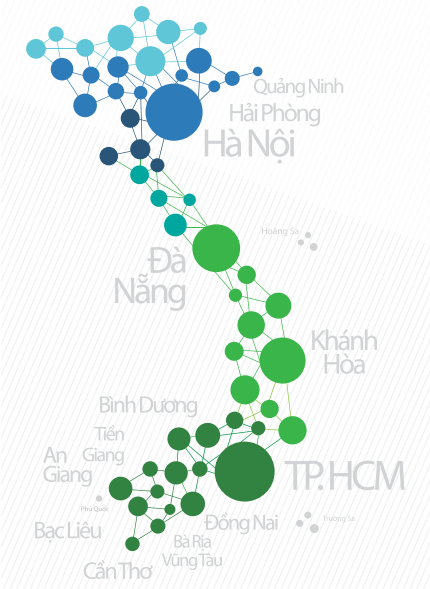 Quảng Ninh
Hải Phòng
Hà Nội
Hoàng Sa
Đà
Nẵng
Khánh
Hòa
Bình Dương
Tiền
Giang
An
Giang
TP. HCM
Phú Quốc
Trường Sa
Đồng Nai
Bạc Liêu
Bà Rịa
Vũng Tàu
Cần Thơ